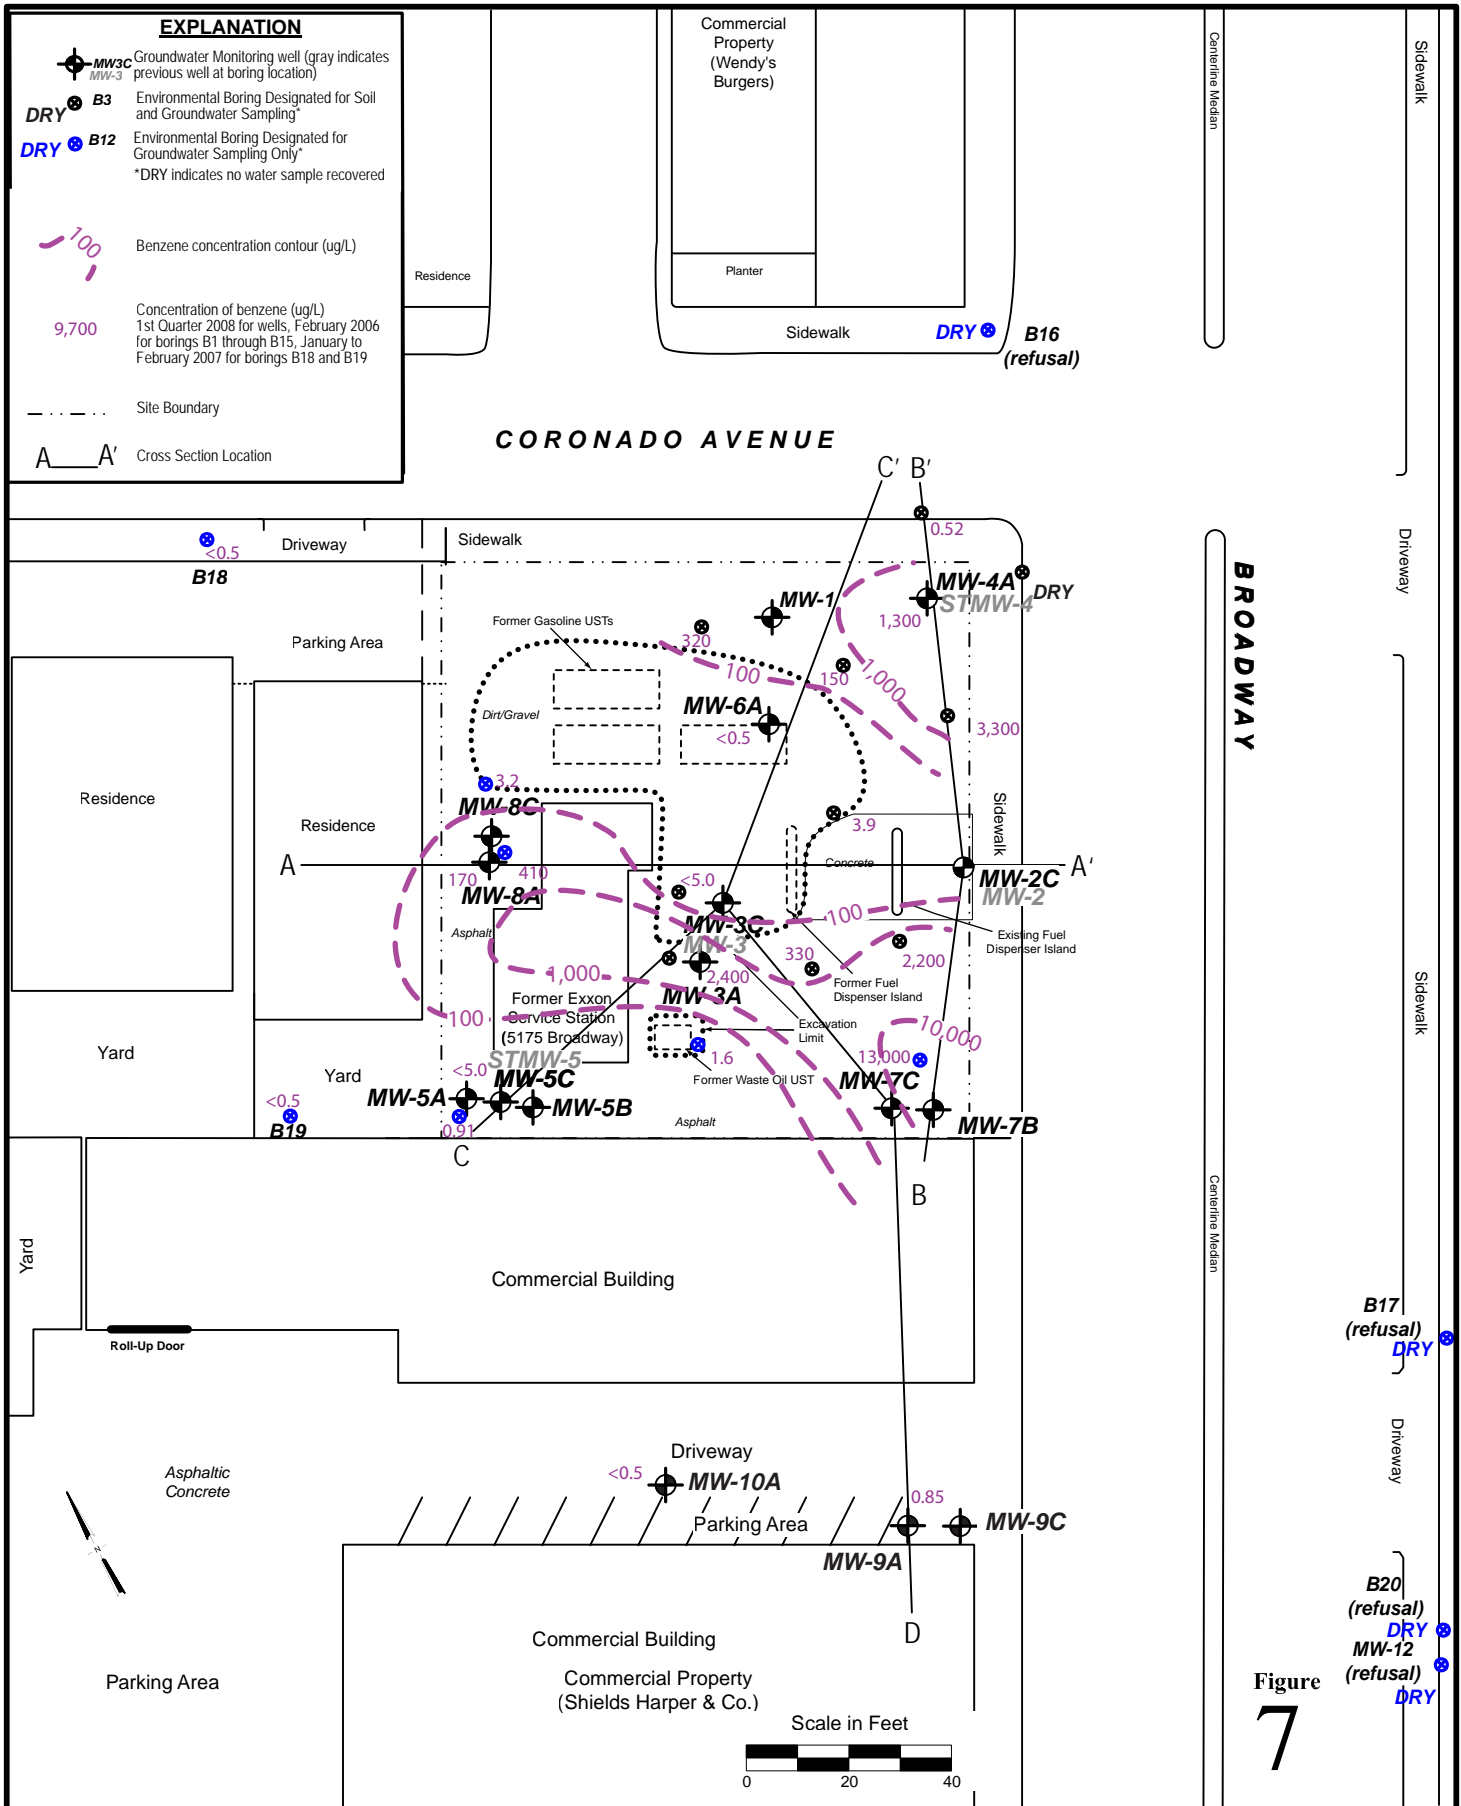 EXPLANATION
MW3C
MW-3
Groundwater Monitoring well (gray indicates
previous well at boring location)
DRY
B3
Environmental Boring Designated for Soil
and Groundwater Sampling*
DRY
B12
Environmental Boring Designated for
Groundwater Sampling Only*
*DRY indicates no water sample recovered
100
Benzene concentration contour (ug/L)
9,700
Concentration of benzene (ug/L)
1st Quarter 2008 for wells, February 2006
for borings B1 through B15, January to
February 2007 for borings B18 and B19
Site Boundary
A A'
Cross Section Location
Commercial
Property
(Wendy's
Burgers)
Residence
Planter
Sidewalk
DRY
B16
(refusal)
Centerline Median
Sidewalk
CORONADO AVENUE
C' B'
<0.5
B18
Driveway
Sidewalk
0.52
Driveway
BROADWAY
MW-4A
STMW-4
DRY
1,300
MW-1
Former Gasoline USTs
320
Parking Area
100
150
1,000
MW-6A
<0.5
Dirt/Gravel
3,300
3.2
Residence
Residence
MW-8C
3.9
Sidewalk
A
A'
170
410
MW-8A
Concrete
<5.0
MW-2C
MW-2
100
MW-3C
MW-3
Asphalt
Existing Fuel
Dispenser Island
330
2,200
1,000
2,400
MW-3A
Former Fuel
Dispenser Island
Former Exxon
Service Station
(5175 Broadway)
100
Excavation
Limit
10,000
Sidewalk
Yard
Yard
STMW-5
1.6
13,000
<5.0
MW-5C
Former Waste Oil UST
MW-7C
MW-5A
MW-5B
<0.5
B19
0.91
Asphalt
MW-7B
C
B
Yard
Commercial Building
Centerline Median
Roll-Up Door
B17
(refusal)
DRY
Driveway
Driveway
Asphaltic
Concrete
<0.5
MW-10A
0.85
Parking Area
MW-9C
MW-9A
N
B20
(refusal)
DRY
MW-12
(refusal)
DRY
D
Commercial Building
Commercial Property
(Shields Harper & Co.)
Parking Area
Scale in Feet
0 20 40
Figure
7